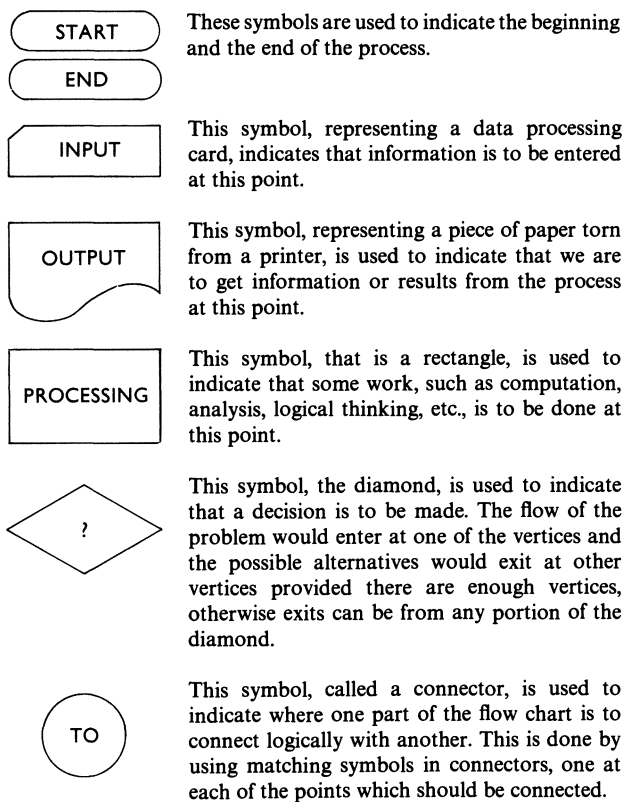 START
These symbols are used to indicate the beginning
and the end of the process.
END
INPUT
This symbol, representing a data processing
card, indicates that information is to be entered
at this point.
OUTPUT
This symbol, representing a piece of paper torn
from a printer, is used to indicate that we are
to get information or results from the process
at this point.
PROCESSING
This symbol, that is a rectangle, is used to
indicate that some work, such as computation,
analysis, logical thinking, etc., is to be done at
this point.
?
This symbol, the diamond, is used to indicate
that a decision is to be made. The flow of the
problem would enter at one of the vertices and
the possible alternatives would exit at other
vertices provided there are enough vertices,
otherwise exits can be from any portion of the
diamond.
TO
This symbol, called a connector, is used to
indicate where one part of the flow chart is to
connect logically with another. This is done by
using matching symbols in connectors, one at
each of the points which should be connected.